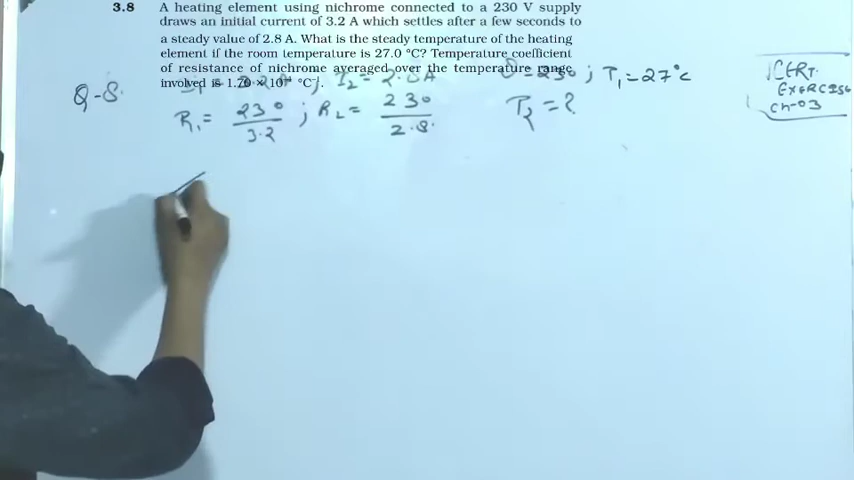 3.8 A heating element using nichrome connected to a 230 V supply
draws an initial current of 3.2 A which settles after a few seconds to
a steady value of 2.8 A. What is the steady temperature of the heating
element if the room temperature is 27.0 °C? Temperature coefficient
of resistance of nichrome averaged over the temperature range
involved is 1.70 × 10⁻⁴ °C⁻¹.
Q-8.
; I₂ = 2.8A
= 230 ; T₁ = 27°C
R₁ = 230/3.2 ; R₂ = 230/2.8.
T₂ = ?
NCERT.
EXERCISE
Ch-03